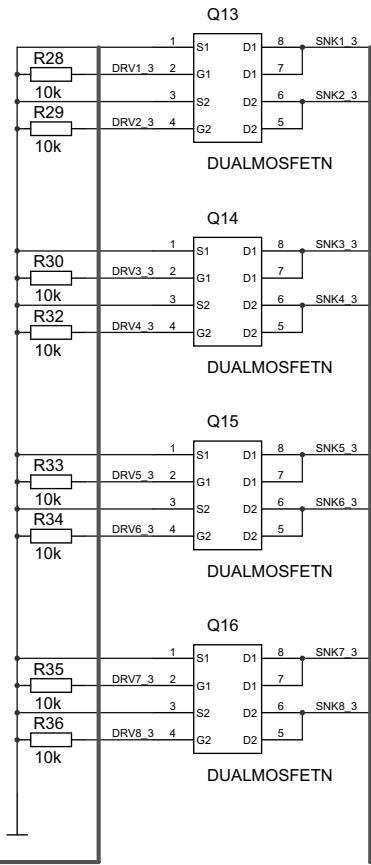 Q13
1 S1 D1 8 SNK1_3
R28
DRV1_3 2 G1 D1 7
10k
3 S2 D2 6 SNK2_3
R29
DRV2_3 4 G2 D2 5
10k
DUALMOSFETN
Q14
1 S1 D1 8 SNK3_3
R30
DRV3_3 2 G1 D1 7
10k
3 S2 D2 6 SNK4_3
R32
DRV4_3 4 G2 D2 5
10k
DUALMOSFETN
Q15
1 S1 D1 8 SNK5_3
R33
DRV5_3 2 G1 D1 7
10k
3 S2 D2 6 SNK6_3
R34
DRV6_3 4 G2 D2 5
10k
DUALMOSFETN
Q16
1 S1 D1 8 SNK7_3
R35
DRV7_3 2 G1 D1 7
10k
3 S2 D2 6 SNK8_3
R36
DRV8_3 4 G2 D2 5
10k
DUALMOSFETN